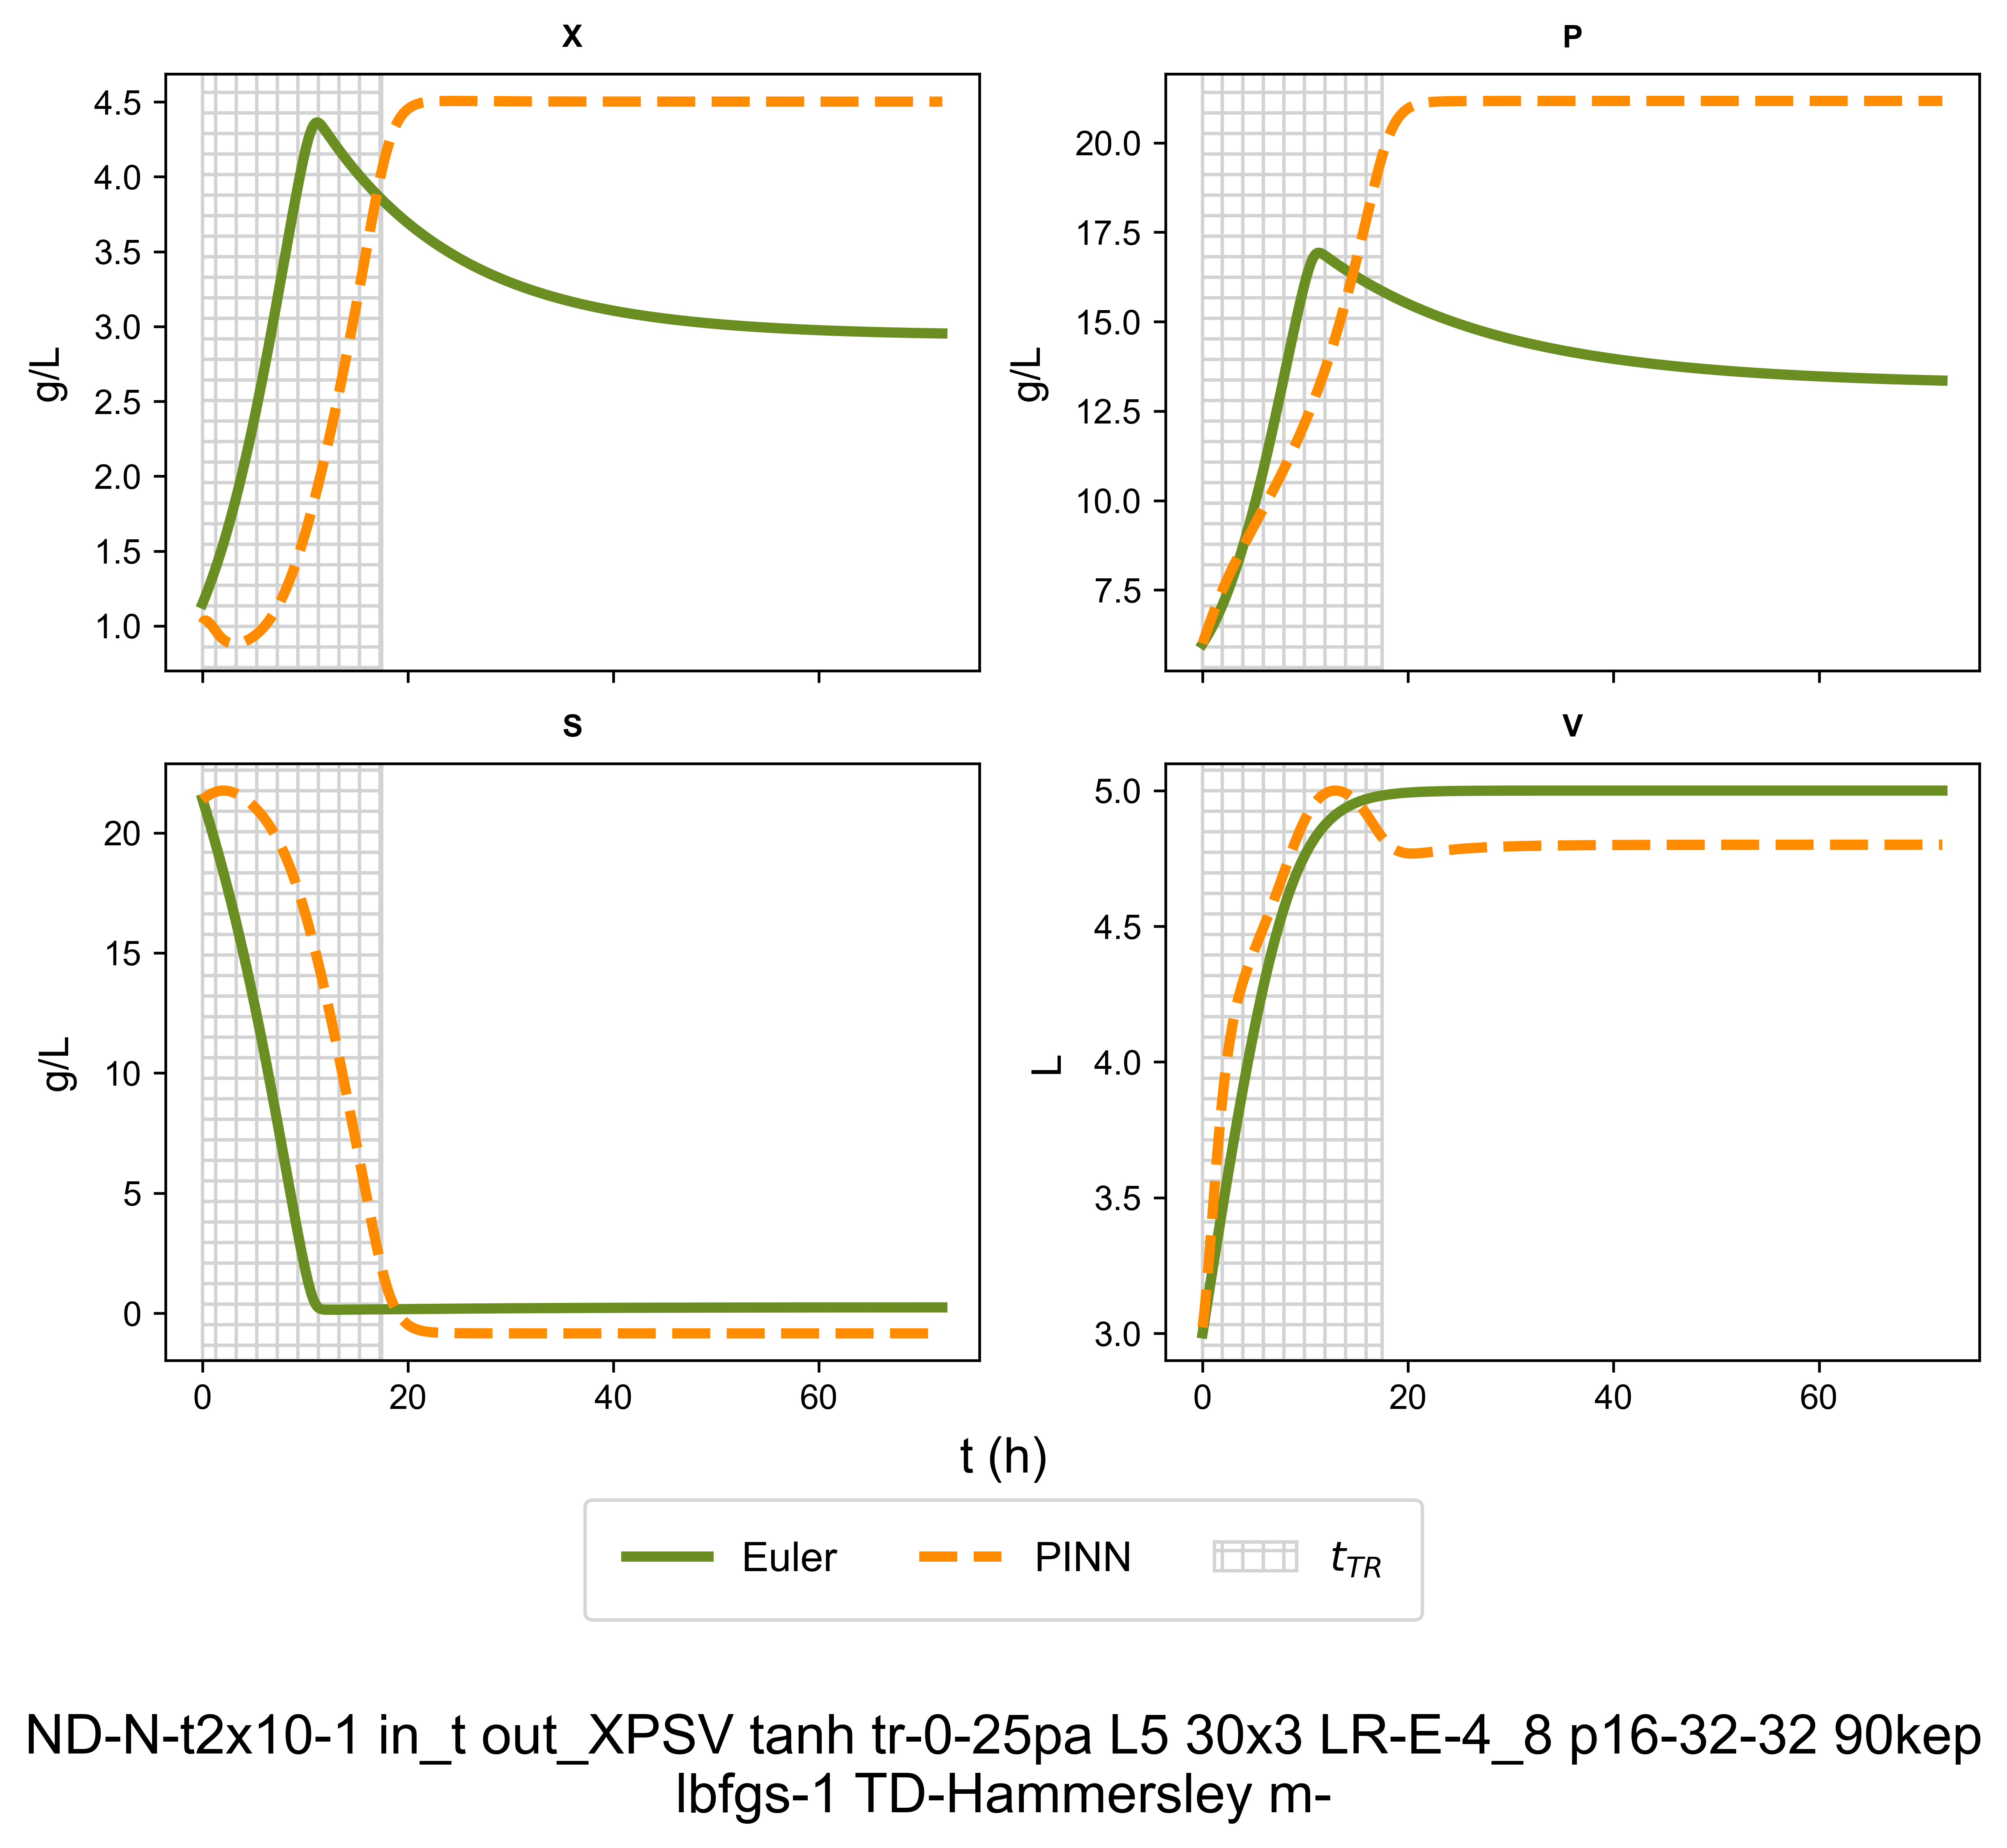 X
P
4.5
4.0
3.5
3.0
2.5
2.0
1.5
1.0
g/L
20.0
17.5
15.0
12.5
10.0
7.5
g/L
S
V
20
15
10
5
0
g/L
5.0
4.5
4.0
3.5
3.0
L
0 20 40 60
0 20 40 60
t (h)
Euler PINN t_TR
ND-N-t2x10-1 in_t out_XPSV tanh tr-0-25pa L5 30x3 LR-E-4_8 p16-32-32 90kep
lbfgs-1 TD-Hammersley m-